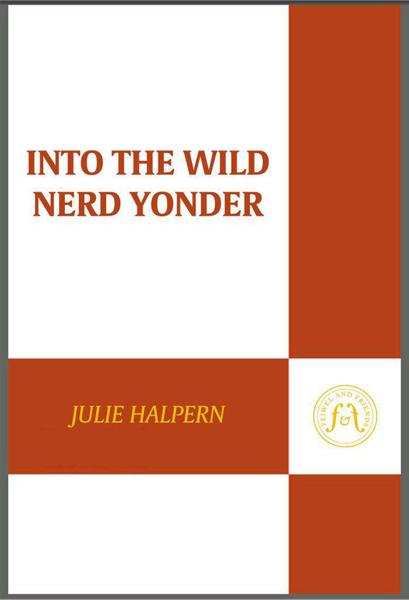 INTO THE WILD
NERD YONDER
JULIE HALPERN
FEIWEL AND FRIENDS
f&f